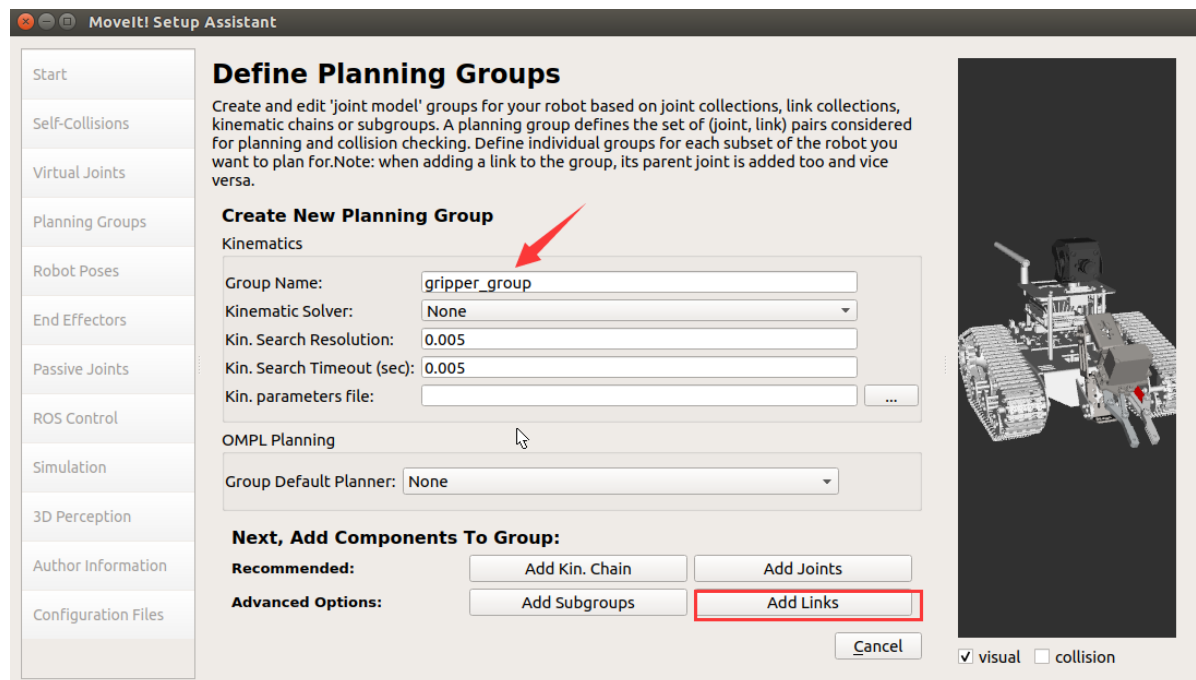 MoveIt! Setup Assistant
Start
Self-Collisions
Virtual Joints
Planning Groups
Robot Poses
End Effectors
Passive Joints
ROS Control
Simulation
3D Perception
Author Information
Configuration Files
Define Planning Groups
Create and edit 'joint model' groups for your robot based on joint collections, link collections,
kinematic chains or subgroups. A planning group defines the set of (joint, link) pairs considered
for planning and collision checking. Define individual groups for each subset of the robot you
want to plan for.Note: when adding a link to the group, its parent joint is added too and vice
versa.
Create New Planning Group
Kinematics
Group Name: gripper_group
Kinematic Solver: None
Kin. Search Resolution: 0.005
Kin. Search Timeout (sec): 0.005
Kin. parameters file: ...
OMPL Planning
Group Default Planner: None
Next, Add Components To Group:
Recommended: Add Kin. Chain Add Joints
Advanced Options: Add Subgroups Add Links
Cancel
visual collision